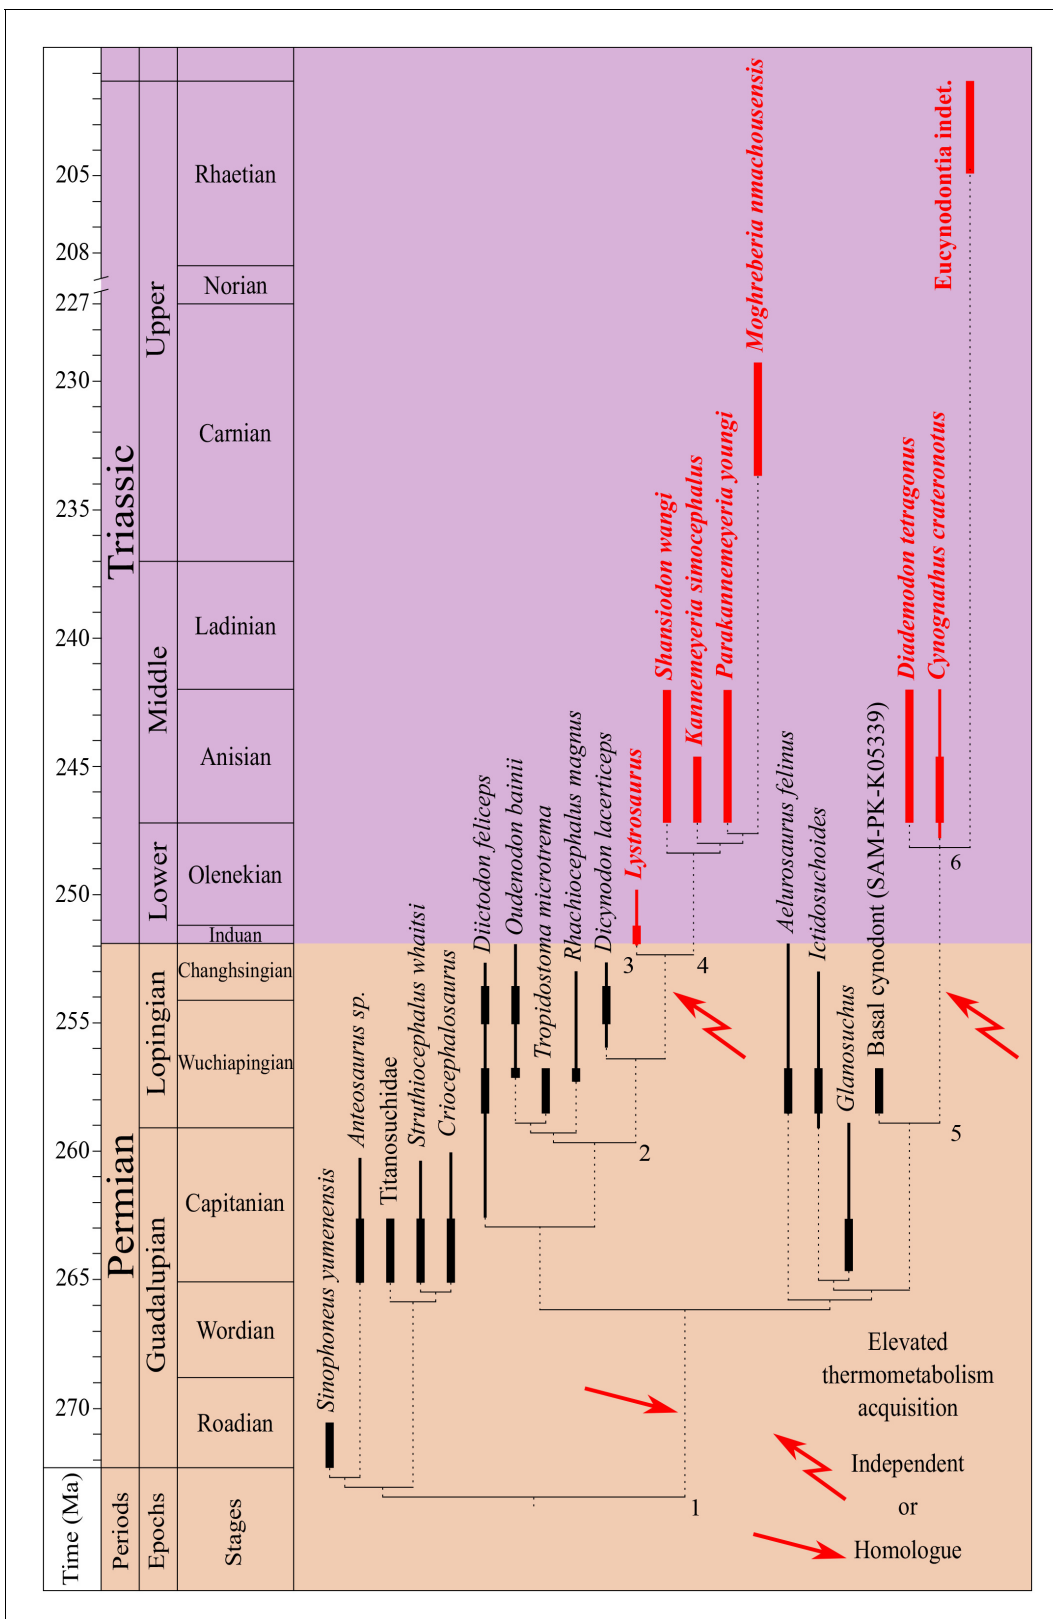 205
208
227
230
235
240
245
250
255
260
265
270
Time (Ma)
Triassic
Permian
Periods
Upper
Middle
Lower
Lopingian
Guadalupian
Epochs
Rhaetian
Norian
Carnian
Ladinian
Anisian
Olenekian
Induan
Changhsingian
Wuchiapingian
Capitanian
Wordian
Roadian
Stages
Sinophoneus yumenensis
Anteosaurus sp.
Titanosuchidae
Struthiocephalus whaitsi
Criocephalosaurus
Diictodon feliceps
Oudenodon bainii
Tropidostoma microtrema
Rhachiocephalus magnus
Dicynodon lacerticeps
Lystrosaurus
Shansiodon wangi
Kannemeyeria simocephalus
Parakannemeyeria youngi
Moghreberia nmachousensis
Aelurosaurus felinus
Ictidosuchoides
Glanosuchus
Basal cynodont (SAM-PK-K05339)
Diademodon tetragonus
Cynognathus crateronotus
Eucynodontia indet.
6
3
4
5
2
1
Elevated
thermometabolism
acquisition
Independent
or
Homologue